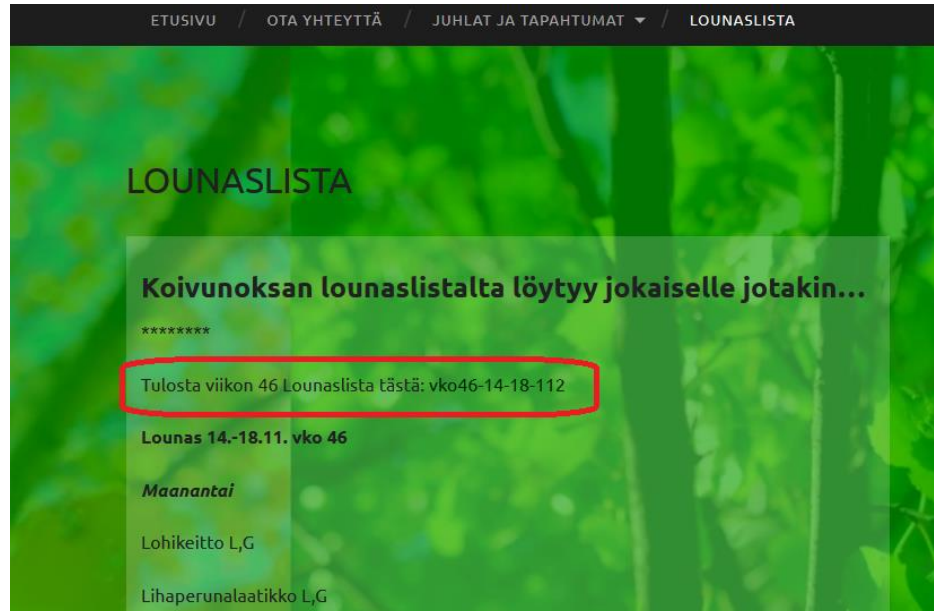 ETUSIVU / OTA YHTEYTTÄ / JUHLAT JA TAPAHTUMAT / LOUNASLISTA
LOUNASLISTA
Koivunoksan lounaslistalta löytyy jokaiselle jotakin...
********
Tulosta viikon 46 Lounaslista tästä: vko46-14-18-112
Lounas 14.-18.11. vko 46
Maanantai
Lohikeitto L,G
Lihaperunalaatikko L,G